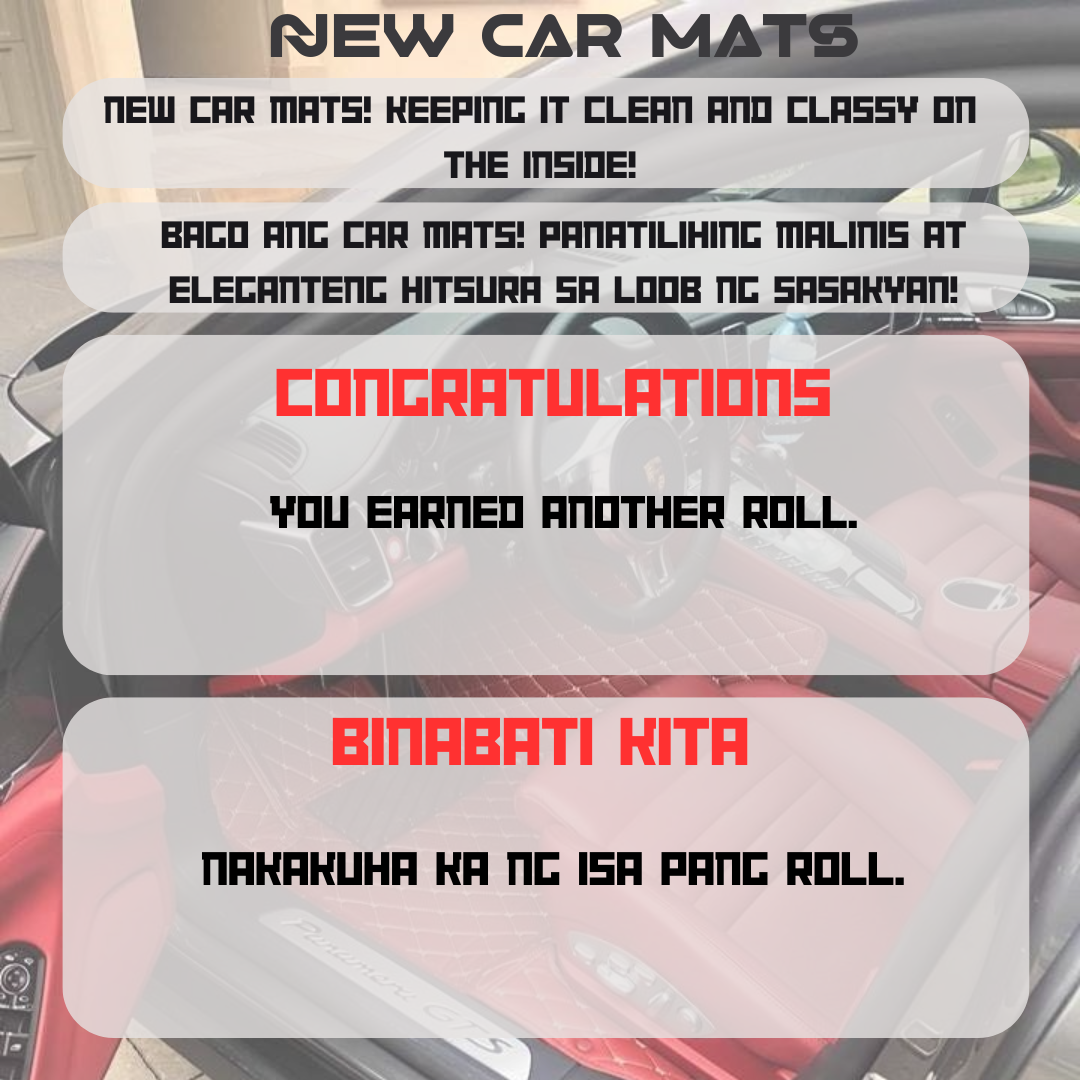 NEW CAR MATS
NEW CAR MATS! KEEPING IT CLEAN AND CLASSY ON
THE INSIDE!
BAGO ANG CAR MATS! PANATILIHING MALINIS AT
ELEGANTENG HITSURA SA LOOB NG SASAKYAN!
CONGRATULATIONS
YOU EARNED ANOTHER ROLL.
BINABATI KITA
NAKAKUHA KA NG ISA PANG ROLL.
Panamera GTS